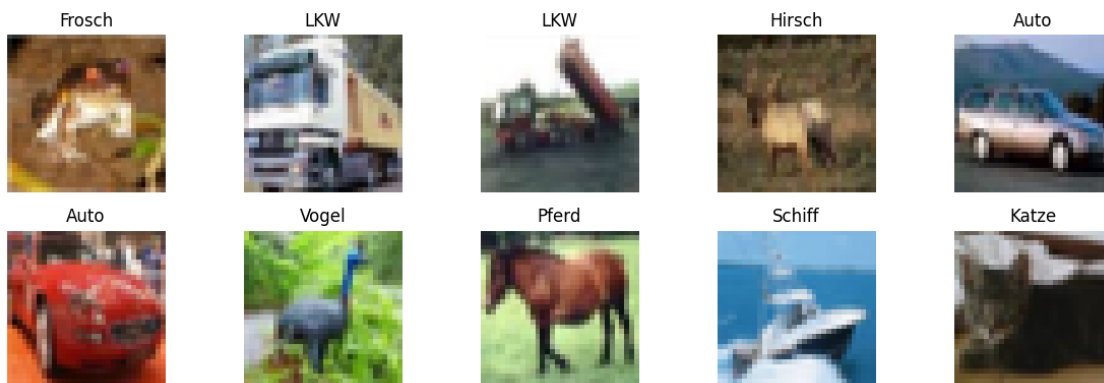 Frosch LKW LKW Hirsch Auto
Auto Vogel Pferd Schiff Katze